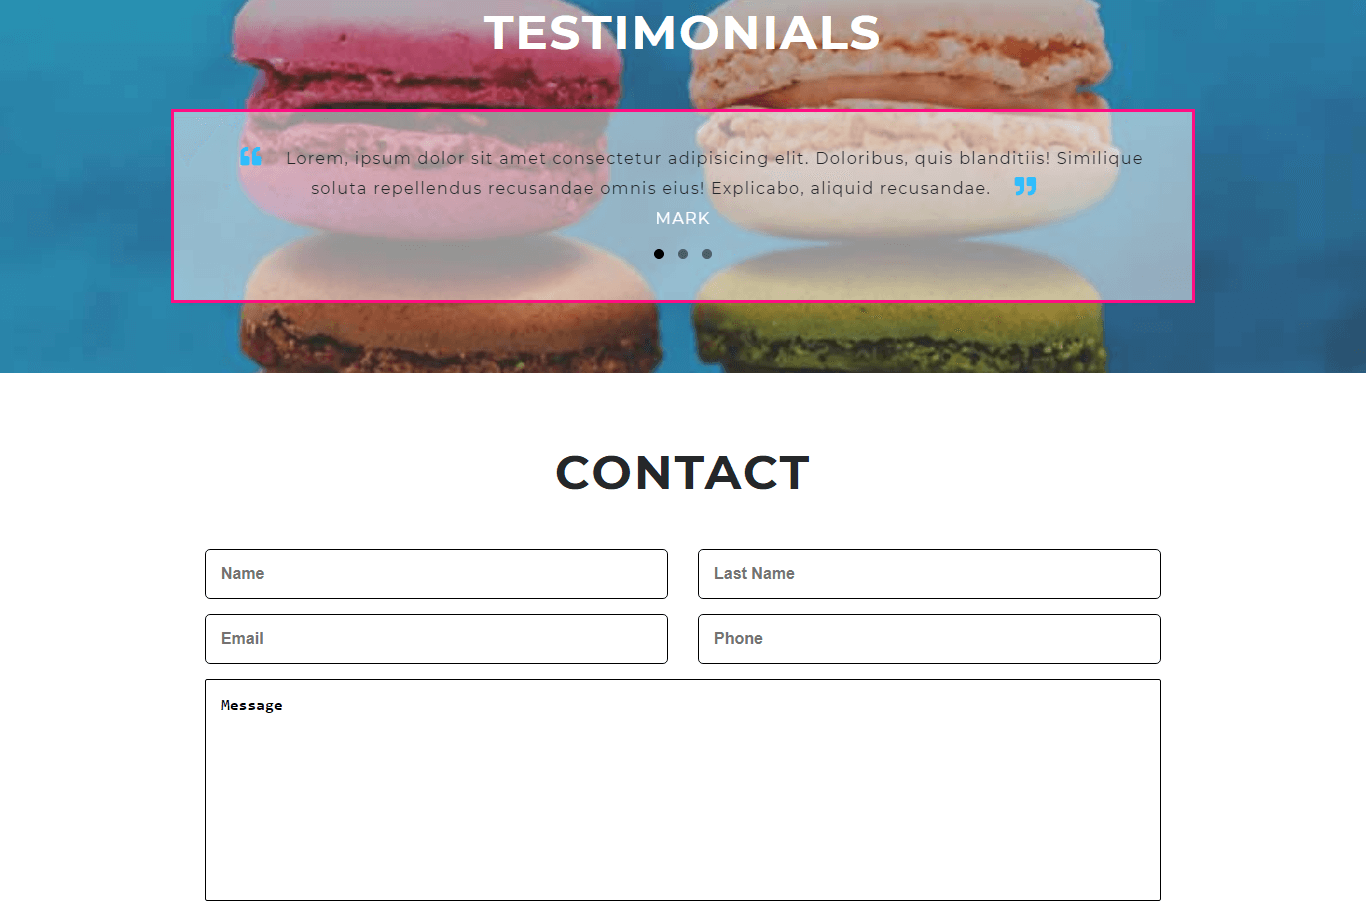 TESTIMONIALS
“ Lorem, ipsum dolor sit amet consectetur adipisicing elit. Doloribus, quis blanditiis! Similique
soluta repellendus recusandae omnis eius! Explicabo, aliquid recusandae. ”
MARK
CONTACT
Name
Last Name
Email
Phone
Message